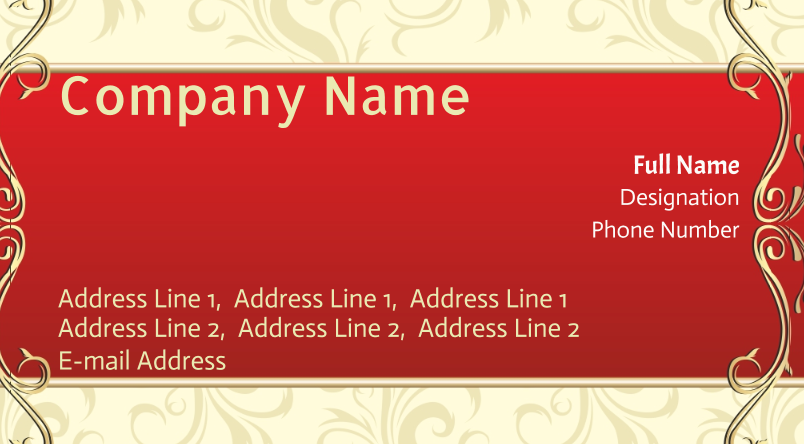 Company Name
Full Name
Designation
Phone Number
Address Line 1,  Address Line 1,  Address Line 1
Address Line 2,  Address Line 2,  Address Line 2
E-mail Address